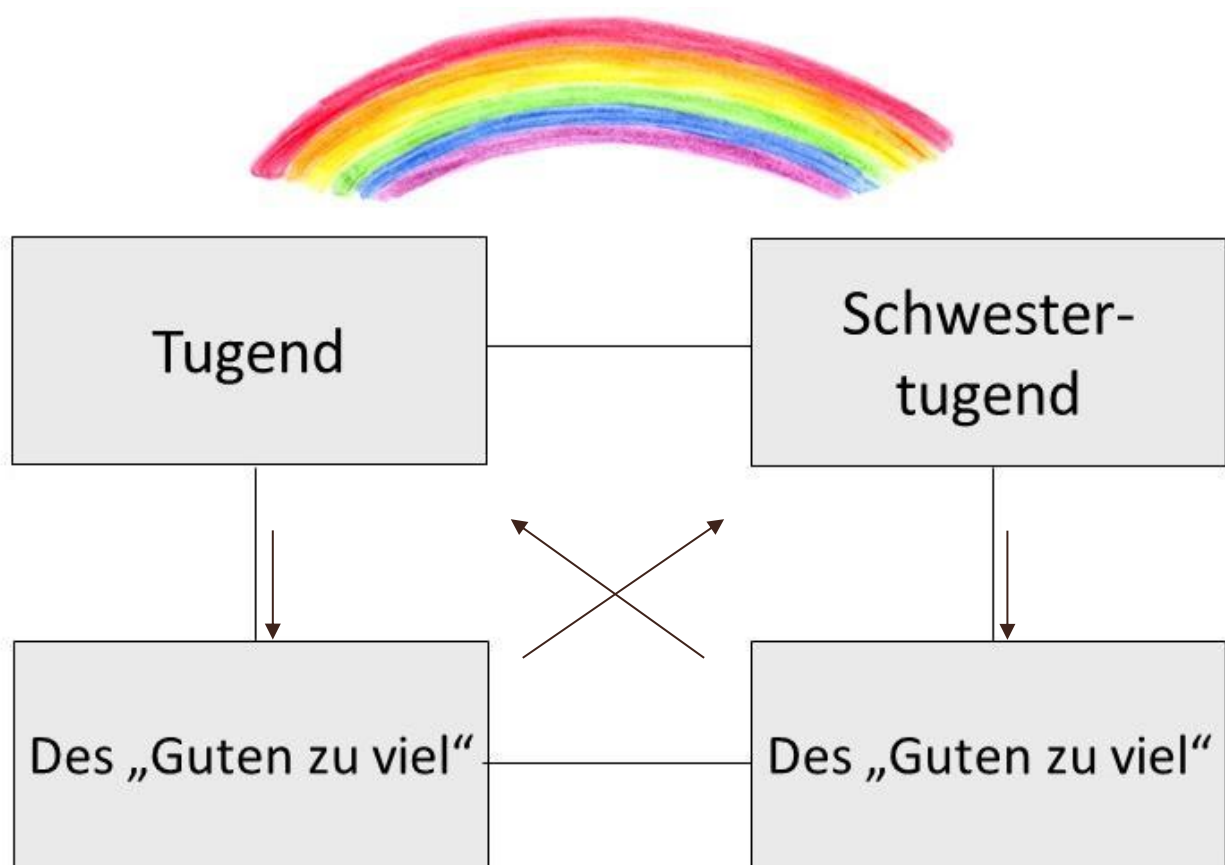 Tugend
Schwester-
tugend
Des „Guten zu viel“
Des „Guten zu viel“